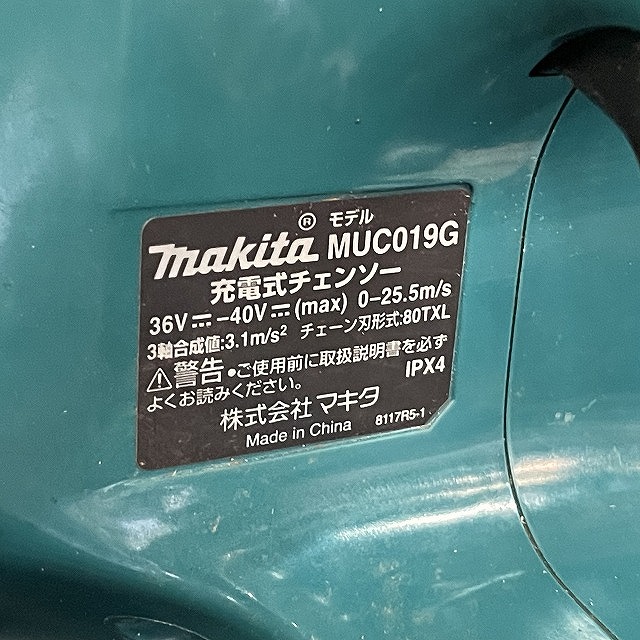 ® モデル
makita MUC019G
充電式チェンソー
36V⎓-40V⎓(max) 0-25.5m/s
3軸合成値:3.1m/s² チェーン刃形式:80TXL
⚠警告•ご使用前に取扱説明書を必ず
よくお読みください。 IPX4
株式会社 マキタ
Made in China 8117R5-1